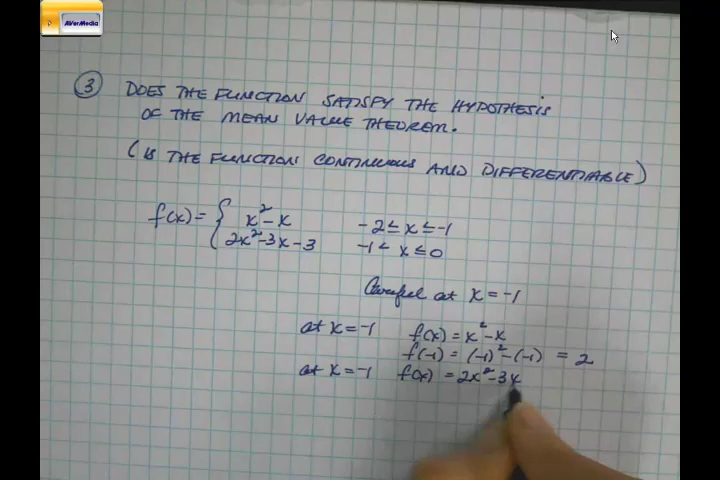 AVerMedia
③ DOES THE FUNCTION SATISFY THE HYPOTHESIS
OF THE MEAN VALUE THEOREM.
(IS THE FUNCTION CONTINUOUS AND DIFFERENTIABLE)
f(x) = { x² - x   -2 ≤ x ≤ -1
2x² - 3x - 3   -1 < x ≤ 0
Careful at x = -1
at x = -1   f(x) = x² - x
f(-1) = (-1)² - (-1) = 2
at x = -1   f(x) = 2x² - 3x